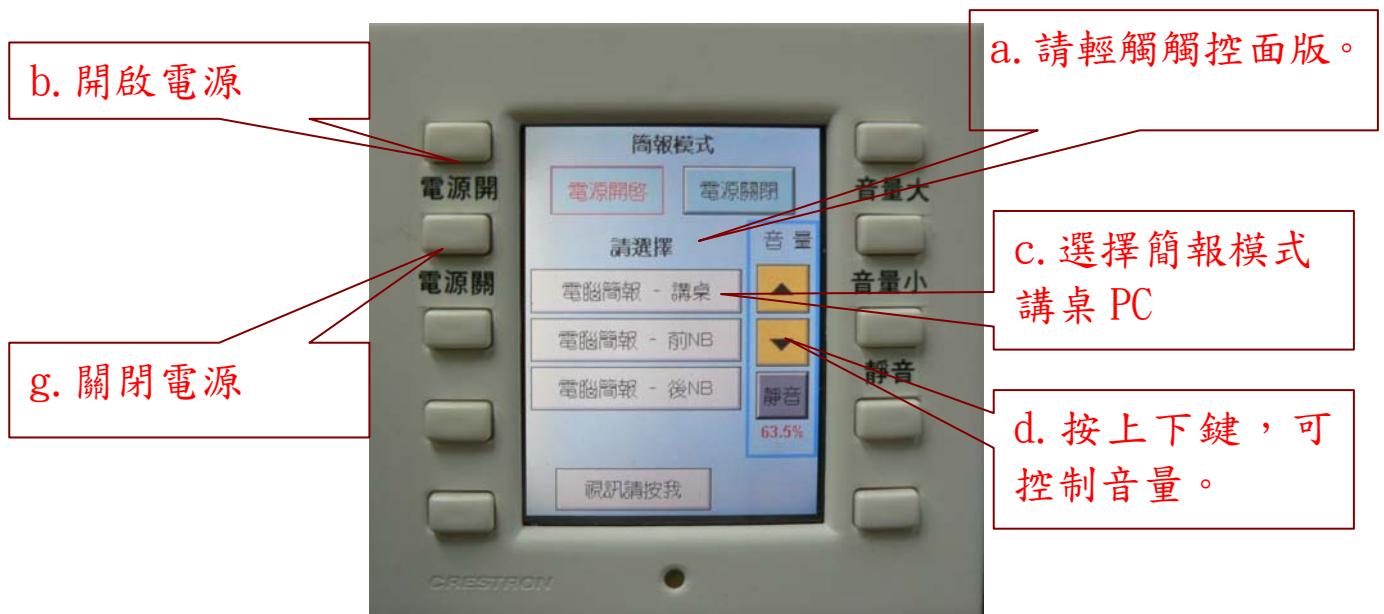 a.請輕觸觸控面版。
b.開啟電源
簡報模式
電源開啓
電源關閉
電源開
音量大
請選擇
音量
c.選擇簡報模式
講桌 PC
電源關
音量小
電腦簡報 - 講桌
電腦簡報 - 前NB
g.關閉電源
靜音
電腦簡報 - 後NB
靜音
63.5%
d.按上下鍵，可
控制音量。
視訊請按我
CRESTRON